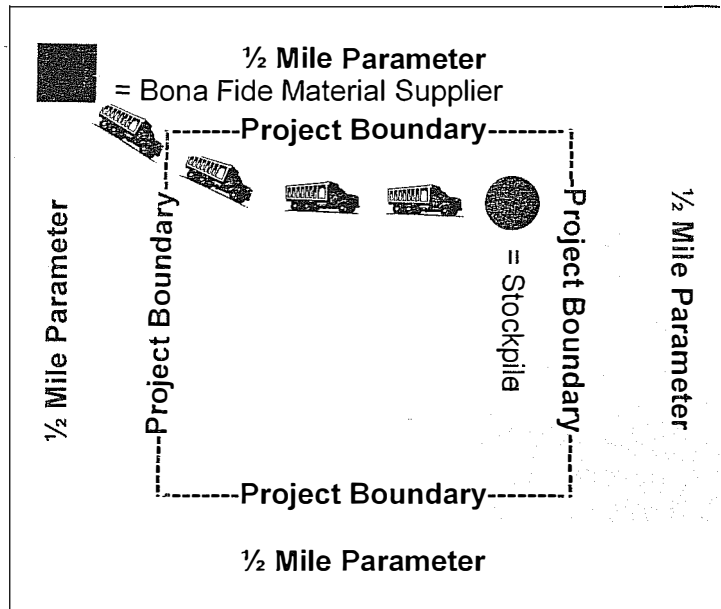 ½ Mile Parameter
= Bona Fide Material Supplier
Project Boundary
½ Mile Parameter
Project Boundary
= Stockpile
Project Boundary
½ Mile Parameter
Project Boundary
½ Mile Parameter